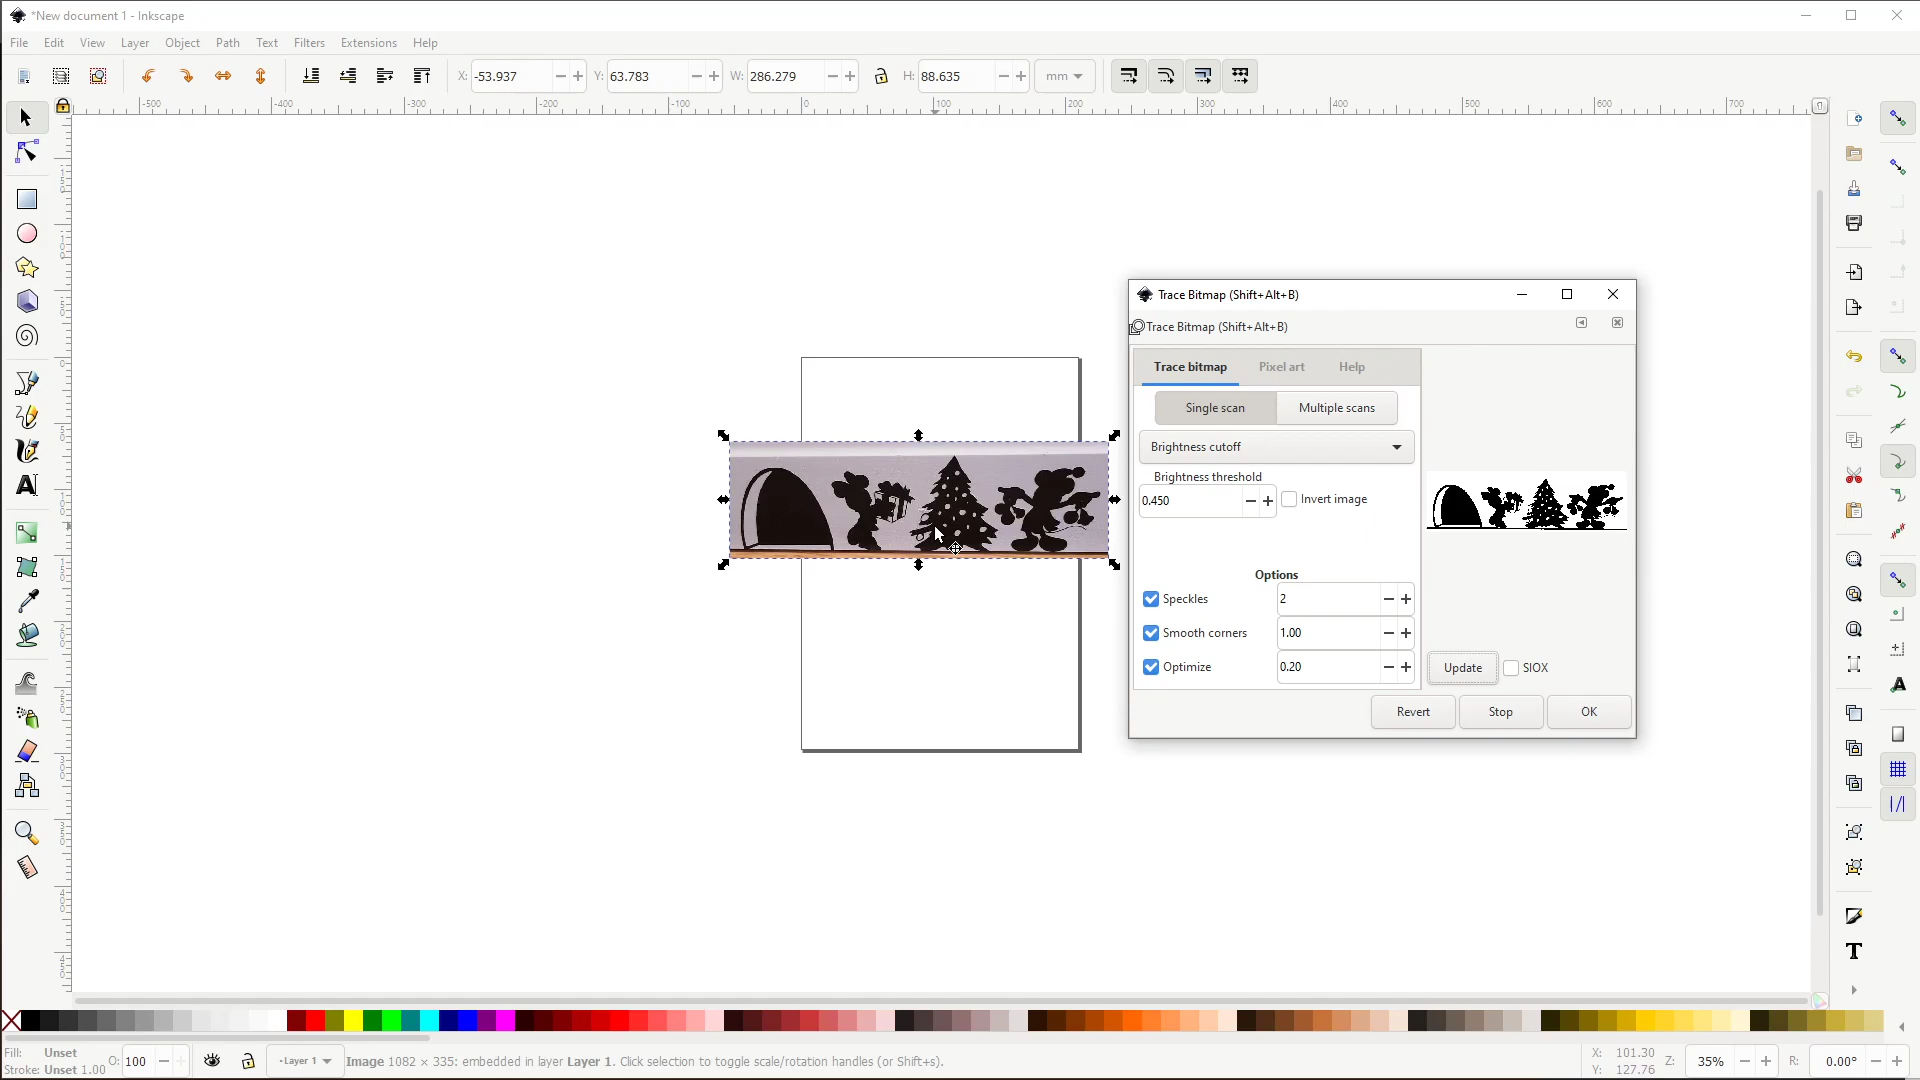 *New document 1 - Inkscape
File Edit View Layer Object Path Text Filters Extensions Help
X: -53.937 Y: 63.783 W: 286.279 H: 88.635 mm
-500 -400 -300 -200 -100 0 100 200 300 400 500 600 700
Trace Bitmap (Shift+Alt+B)
Trace Bitmap (Shift+Alt+B)
Trace bitmap Pixel art Help
Single scan Multiple scans
Brightness cutoff
Brightness threshold
0.450 Invert image
Options
Speckles 2
Smooth corners 1.00
Optimize 0.20
Update SIOX
Revert Stop OK
Fill: Unset
Stroke: Unset 1.00
O: 100
Layer 1
Image 1082 × 335: embedded in layer Layer 1. Click selection to toggle scale/rotation handles (or Shift+s).
X: 101.30
Y: 127.76
Z: 35% R: 0.00°